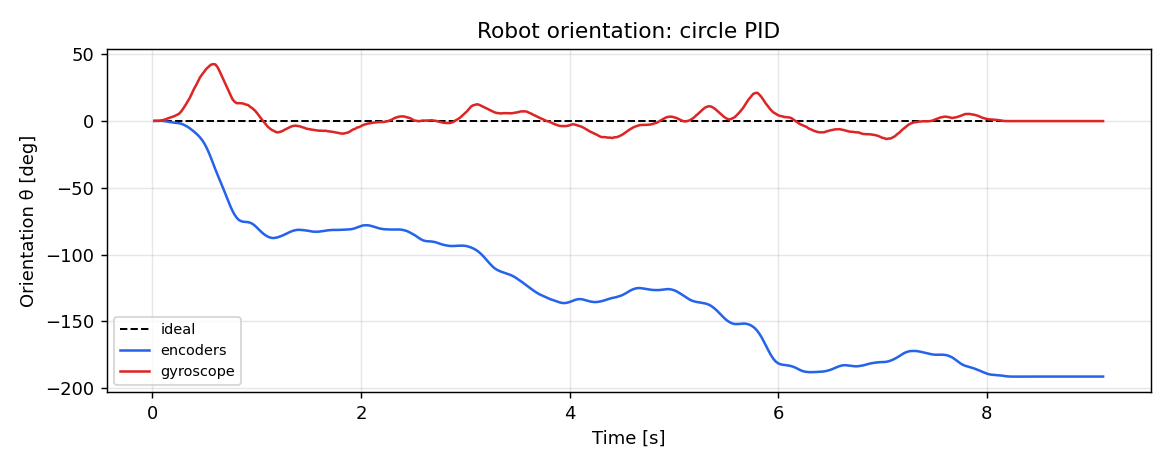 Robot orientation: circle PID
Orientation θ [deg]
50
0
−50
−100
−150
−200
ideal
encoders
gyroscope
0 2 4 6 8
Time [s]